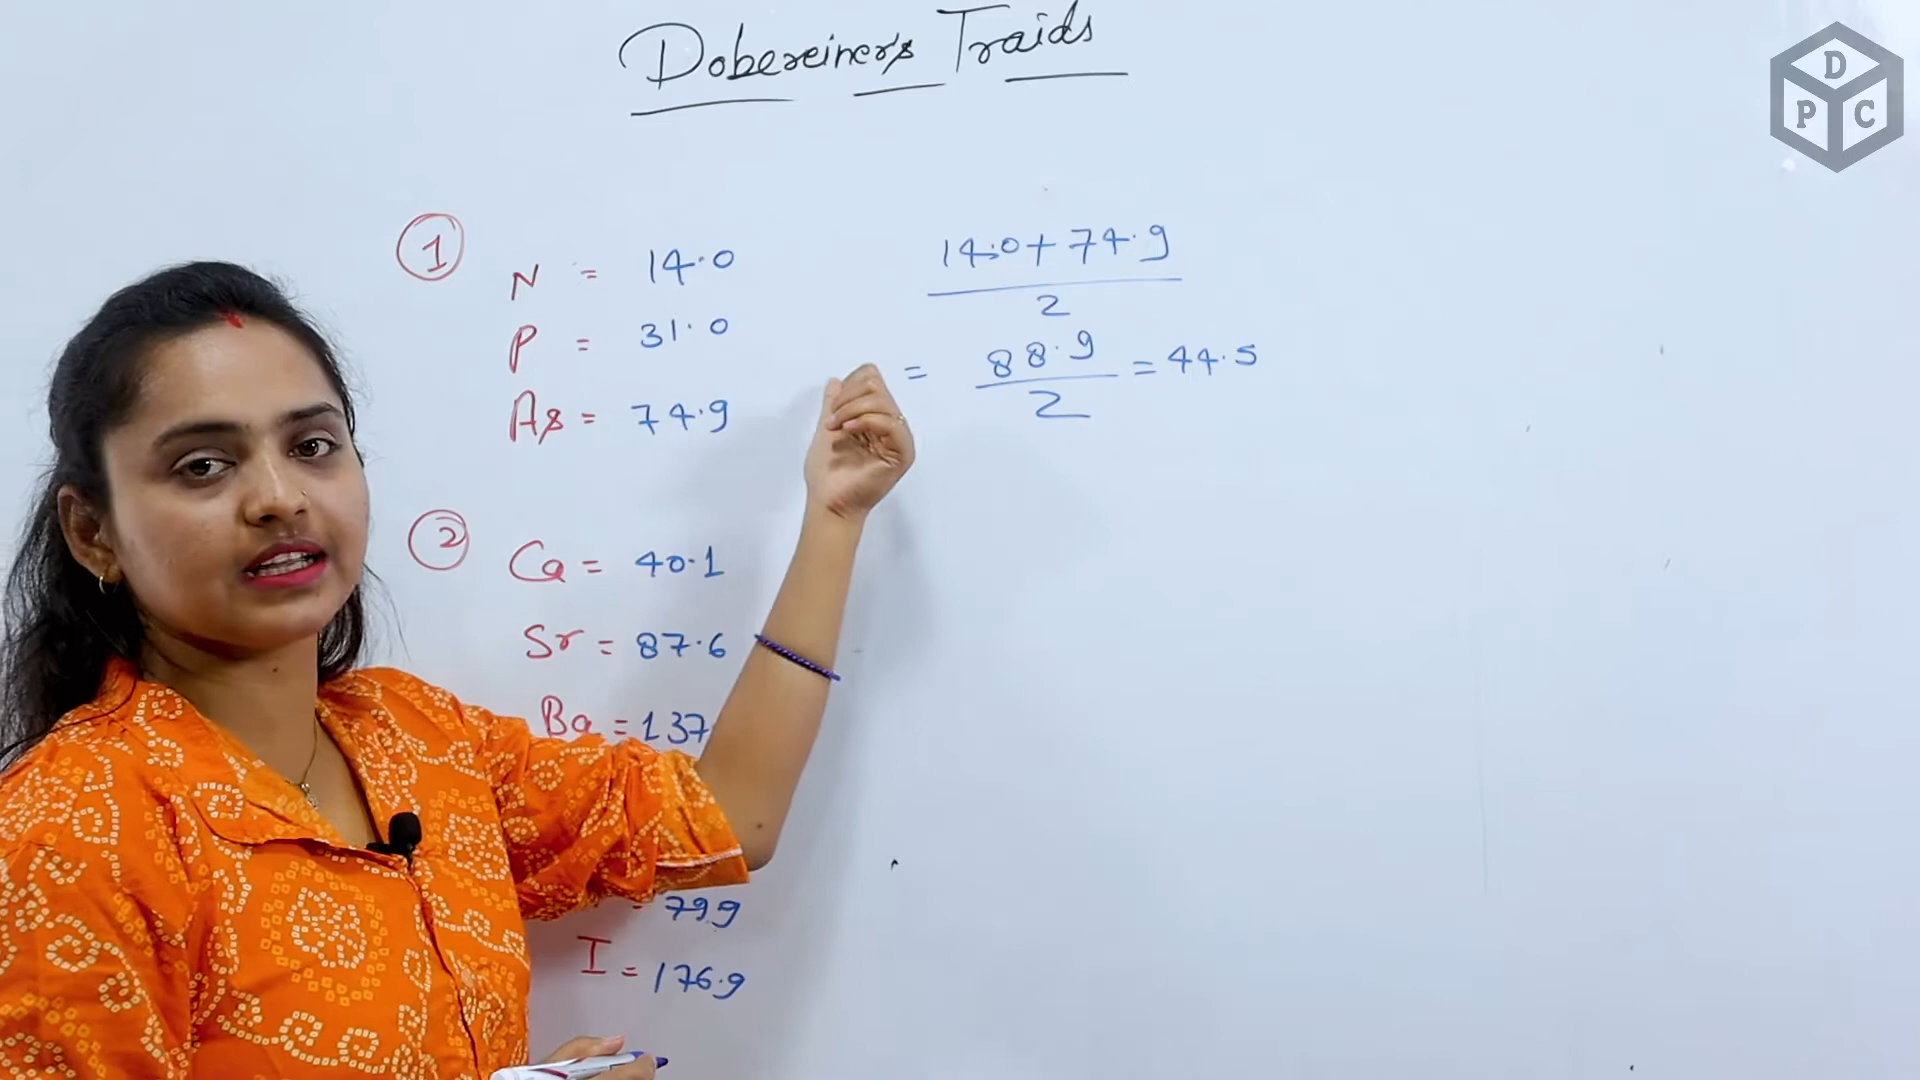 Dobereiner's Traids
D
P C
1
N = 14.0
P = 31.0
As = 74.9
14.0 + 74.9
2
= 88.9 = 44.5
2
2
Ca = 40.1
Sr = 87.6
Ba = 137
= 79.9
I = 176.9